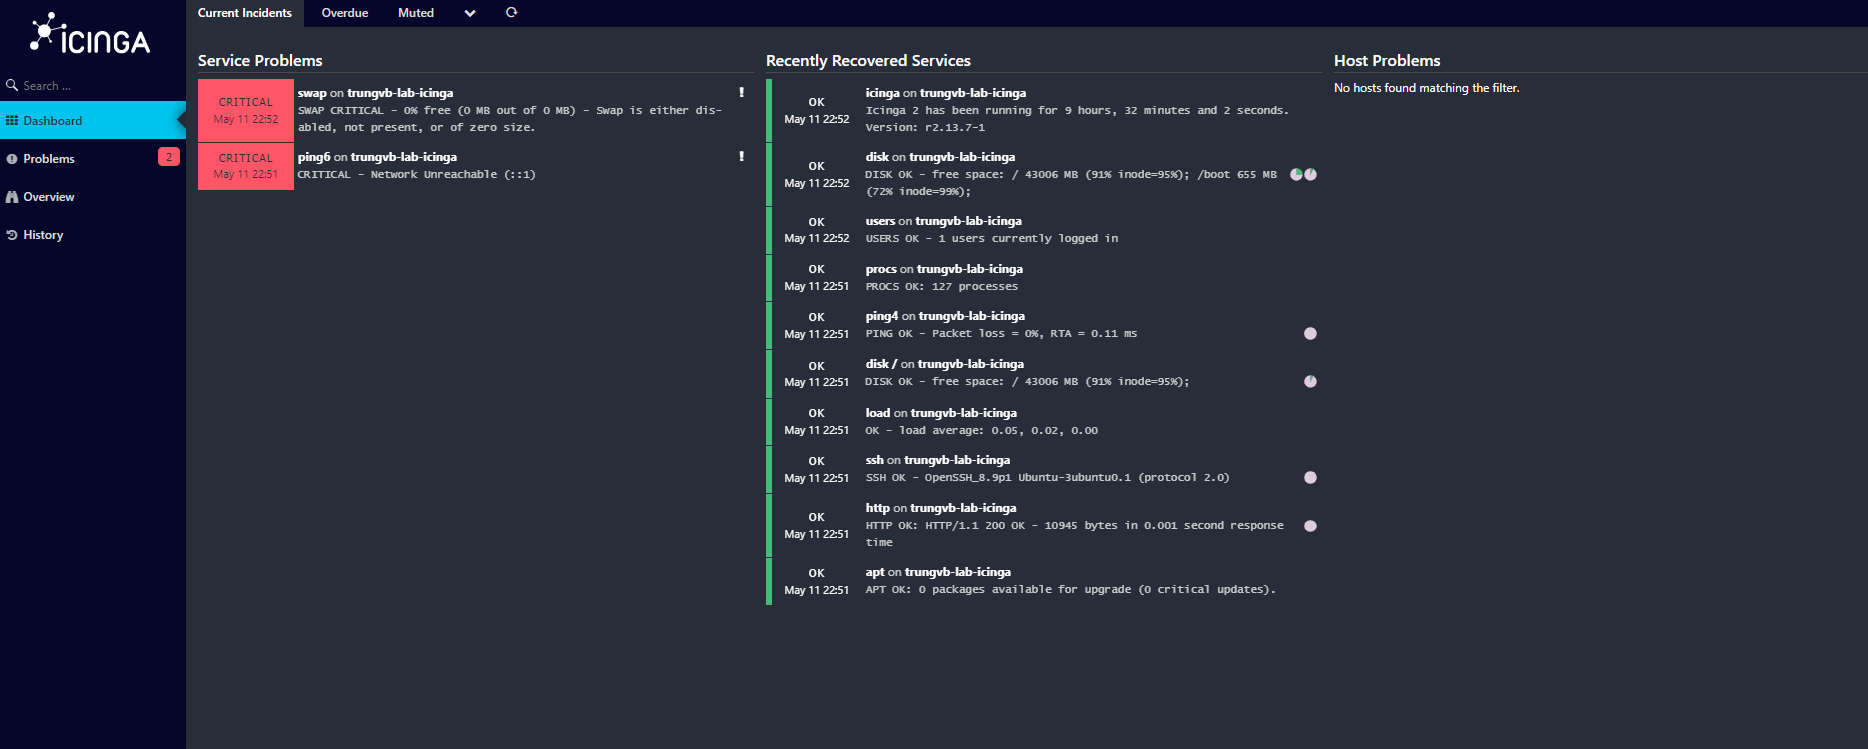 ICINGA
Search ...
Dashboard
Problems
2
Overview
History
Current Incidents
Overdue
Muted
Service Problems
CRITICAL
May 11 22:52
swap on trungvb-lab-icinga
SWAP CRITICAL - 0% free (0 MB out of 0 MB) - Swap is either dis-
abled, not present, or of zero size.
CRITICAL
May 11 22:51
ping6 on trungvb-lab-icinga
CRITICAL - Network Unreachable (::1)
Recently Recovered Services
OK
May 11 22:52
icinga on trungvb-lab-icinga
Icinga 2 has been running for 9 hours, 32 minutes and 2 seconds.
Version: r2.13.7-1
OK
May 11 22:52
disk on trungvb-lab-icinga
DISK OK - free space: / 43006 MB (91% inode=95%); /boot 655 MB
(72% inode=99%);
OK
May 11 22:52
users on trungvb-lab-icinga
USERS OK - 1 users currently logged in
OK
May 11 22:51
procs on trungvb-lab-icinga
PROCS OK: 127 processes
OK
May 11 22:51
ping4 on trungvb-lab-icinga
PING OK - Packet loss = 0%, RTA = 0.11 ms
OK
May 11 22:51
disk / on trungvb-lab-icinga
DISK OK - free space: / 43006 MB (91% inode=95%);
OK
May 11 22:51
load on trungvb-lab-icinga
OK - load average: 0.05, 0.02, 0.00
OK
May 11 22:51
ssh on trungvb-lab-icinga
SSH OK - OpenSSH_8.9p1 Ubuntu-3ubuntu0.1 (protocol 2.0)
OK
May 11 22:51
http on trungvb-lab-icinga
HTTP OK: HTTP/1.1 200 OK - 10945 bytes in 0.001 second response
time
OK
May 11 22:51
apt on trungvb-lab-icinga
APT OK: 0 packages available for upgrade (0 critical updates).
Host Problems
No hosts found matching the filter.